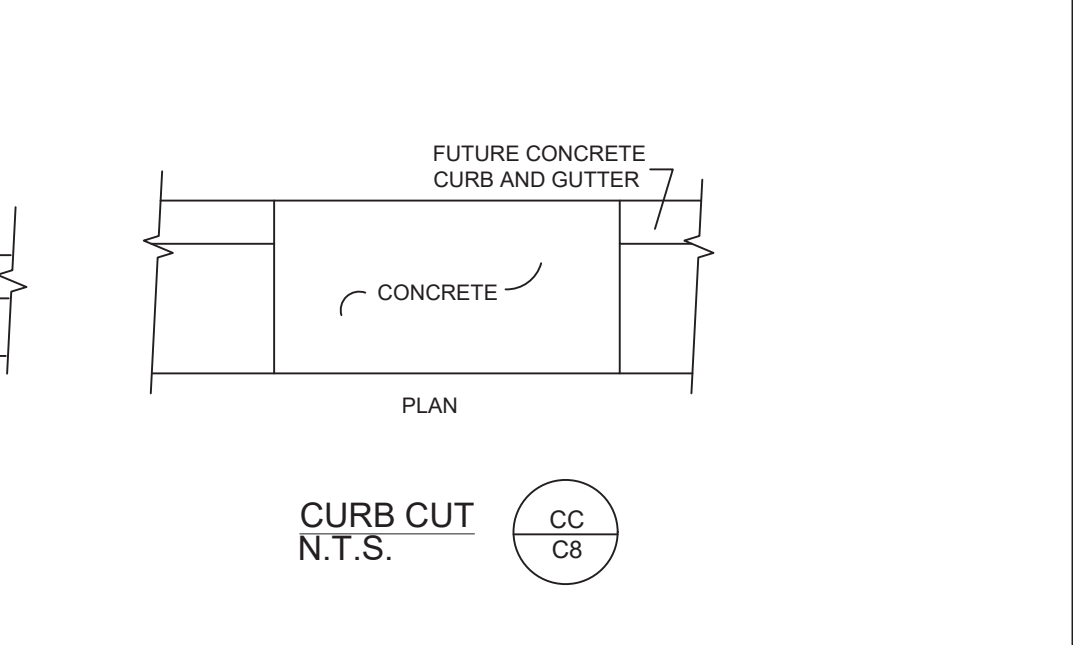 FUTURE CONCRETE
CURB AND GUTTER
CONCRETE
PLAN
CURB CUT
N.T.S.
CC
C8